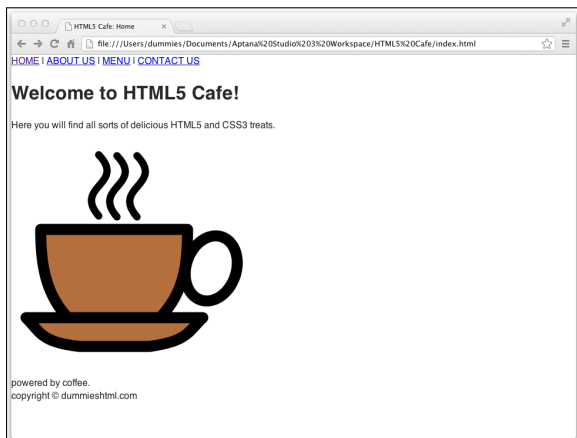 HTML5 Cafe: Home
file:///Users/dummies/Documents/Aptana%20Studio%203%20Workspace/HTML5%20Cafe/index.html
HOME | ABOUT US | MENU | CONTACT US
Welcome to HTML5 Cafe!
Here you will find all sorts of delicious HTML5 and CSS3 treats.
powered by coffee.
copyright © dummieshtml.com